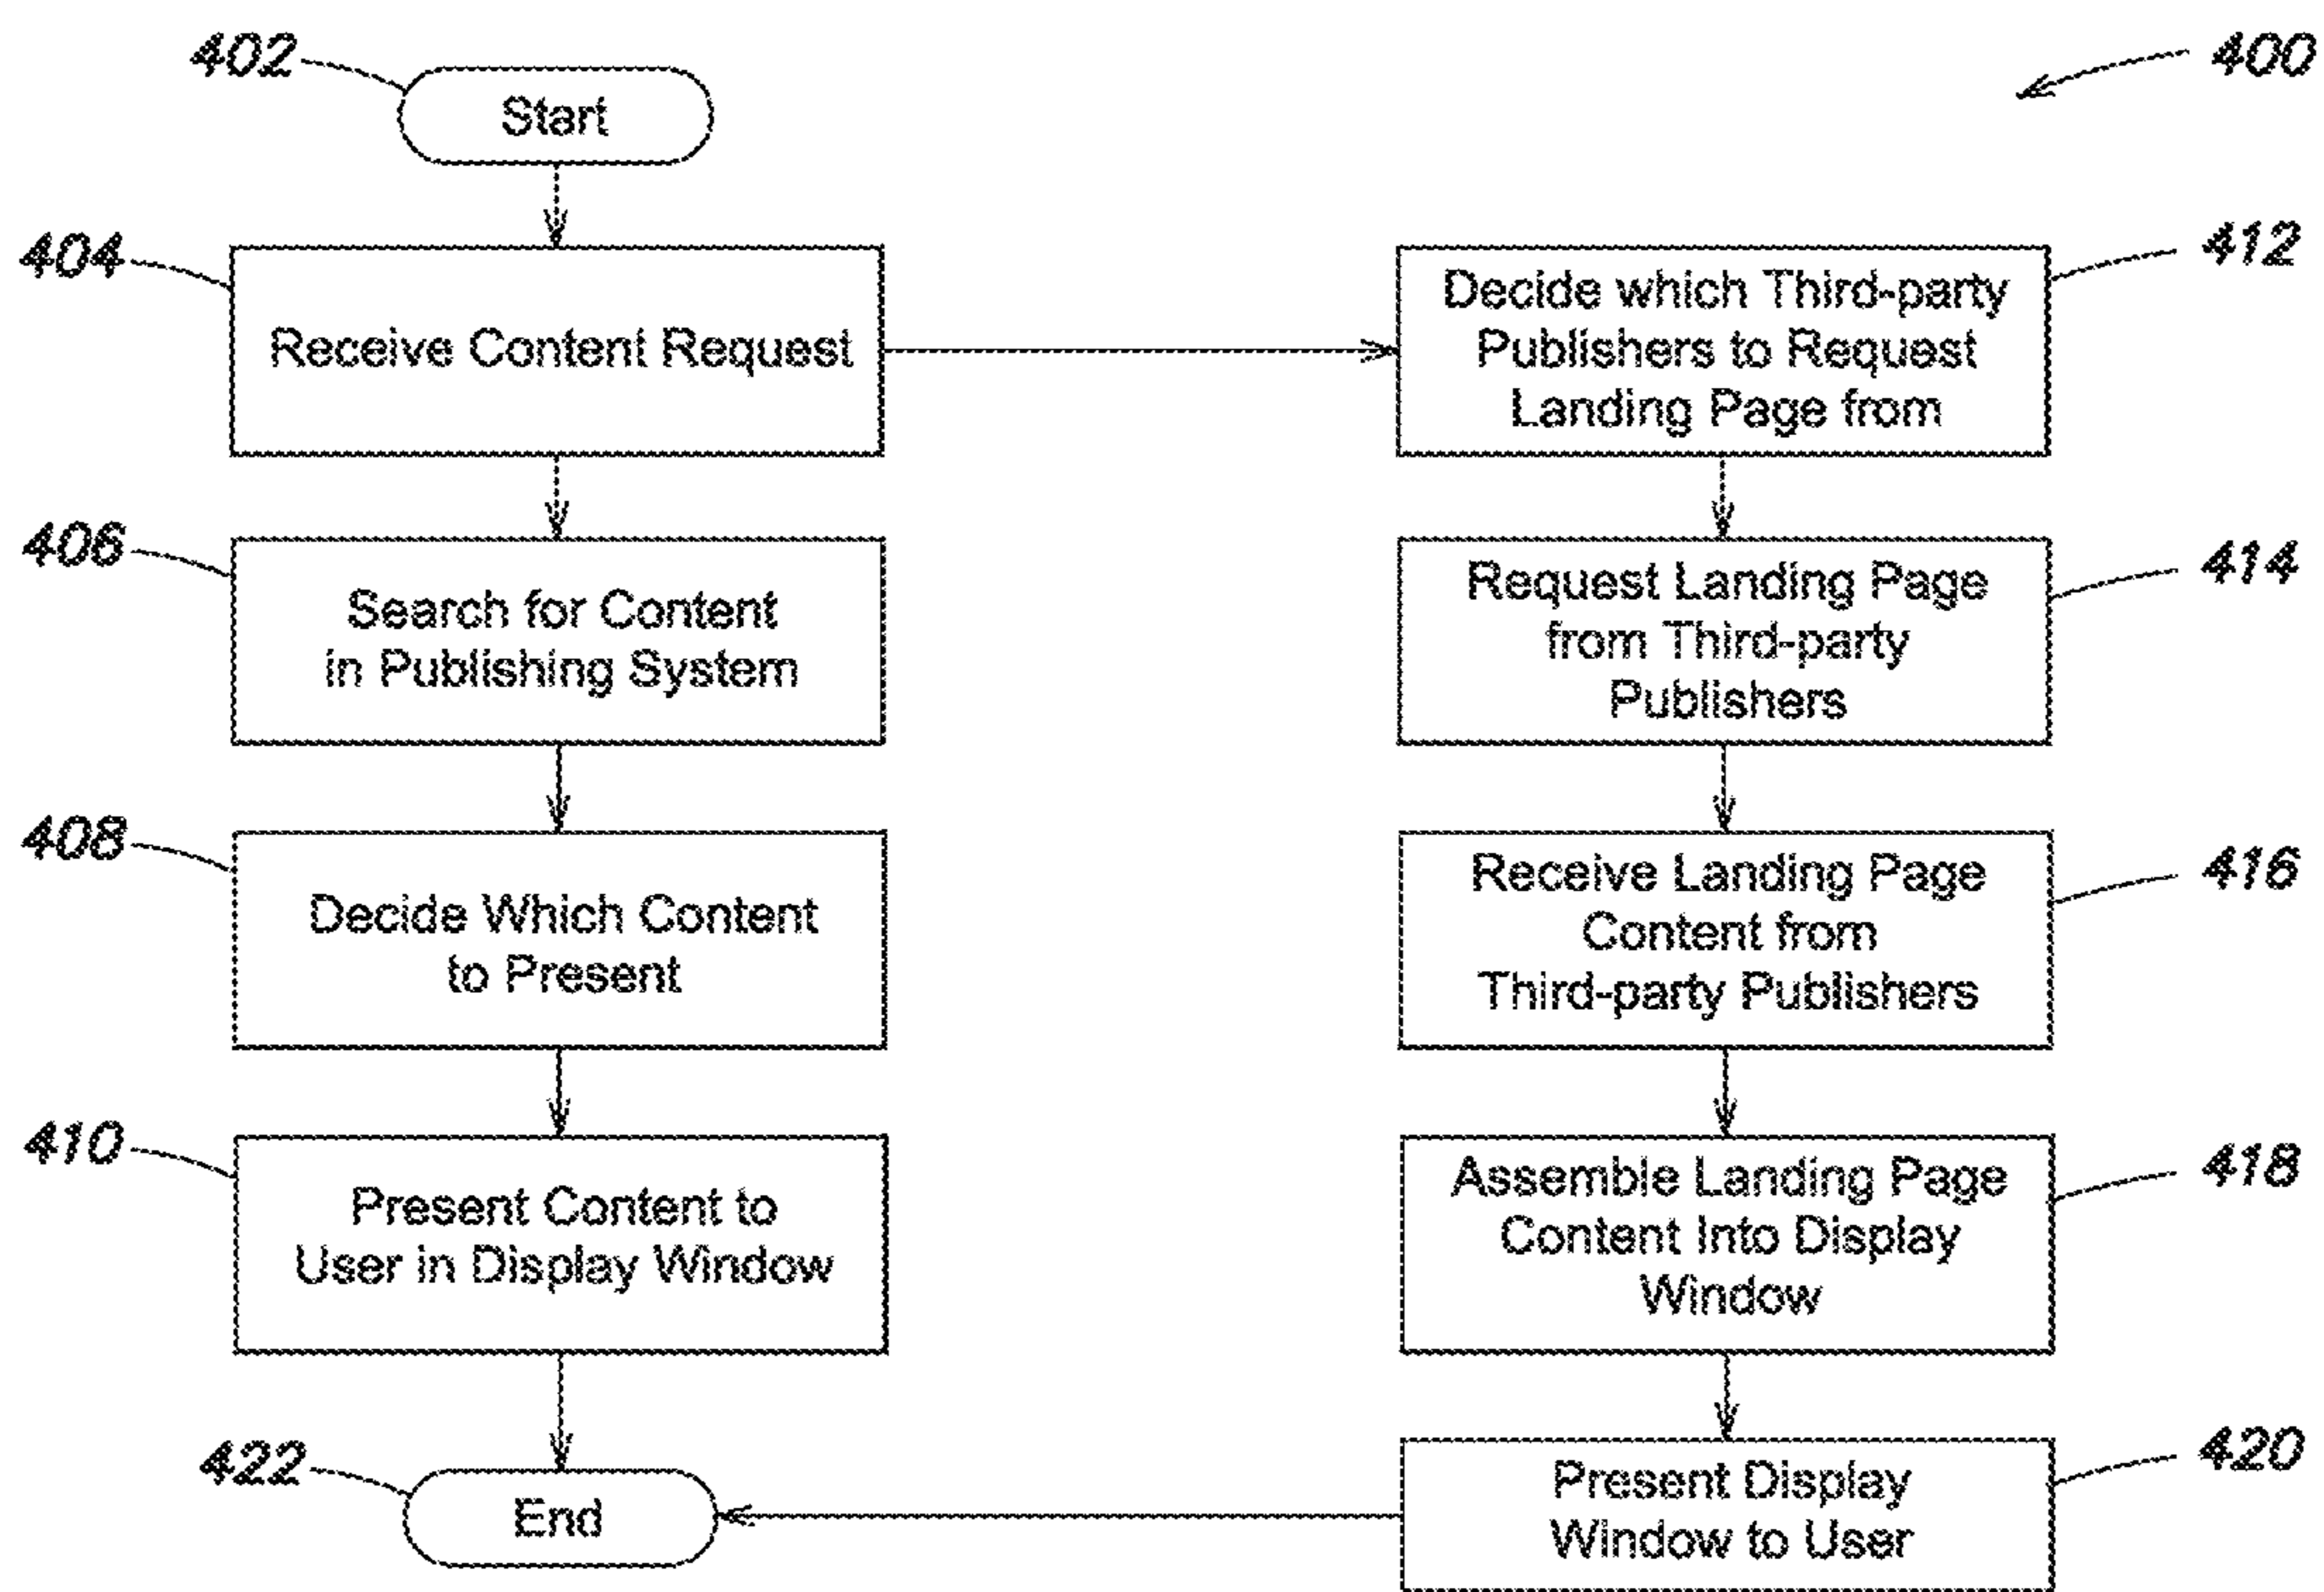 402
Start
400
404
Receive Content Request
406
Search for Content
in Publishing System
408
Decide Which Content
to Present
410
Present Content to
User in Display Window
422
End
412
Decide which Third-party
Publishers to Request
Landing Page from
414
Request Landing Page
from Third-party
Publishers
416
Receive Landing Page
Content from
Third-party Publishers
418
Assemble Landing Page
Content Into Display
Window
420
Present Display
Window to User